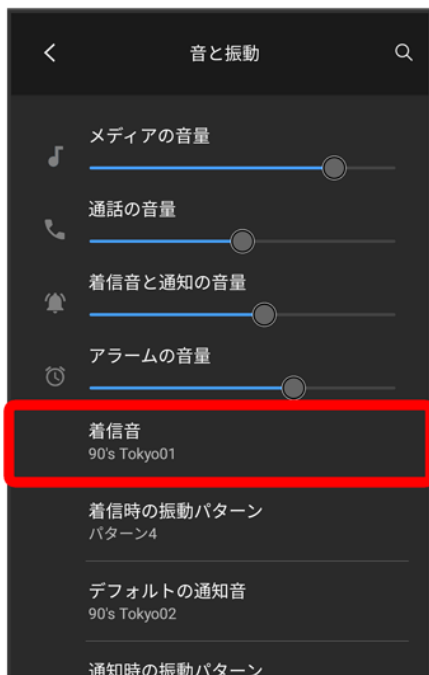 音と振動
メディアの音量
通話の音量
着信音と通知の音量
アラームの音量
着信音
90's Tokyo01
着信時の振動パターン
パターン4
デフォルトの通知音
90's Tokyo02
通知時の振動パターン